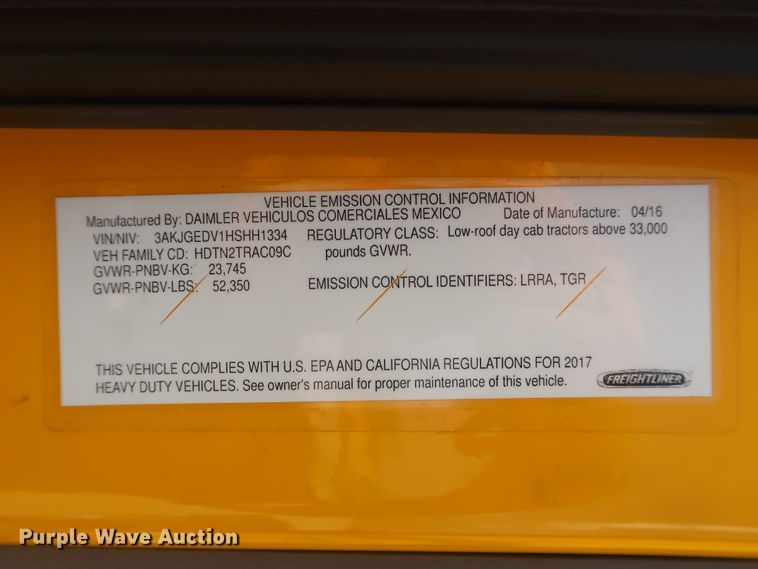 VEHICLE EMISSION CONTROL INFORMATION
Manufactured By: DAIMLER VEHICULOS COMERCIALES MEXICO Date of Manufacture: 04/16
VIN/NIV: 3AKJGEDV1HSHH1334 REGULATORY CLASS: Low-roof day cab tractors above 33,000
VEH FAMILY CD: HDTN2TRAC09C pounds GVWR.
GVWR-PNBV-KG: 23,745
GVWR-PNBV-LBS: 52,350 EMISSION CONTROL IDENTIFIERS: LRRA, TGR
THIS VEHICLE COMPLIES WITH U.S. EPA AND CALIFORNIA REGULATIONS FOR 2017
HEAVY DUTY VEHICLES. See owner's manual for proper maintenance of this vehicle.
FREIGHTLINER
Purple Wave Auction